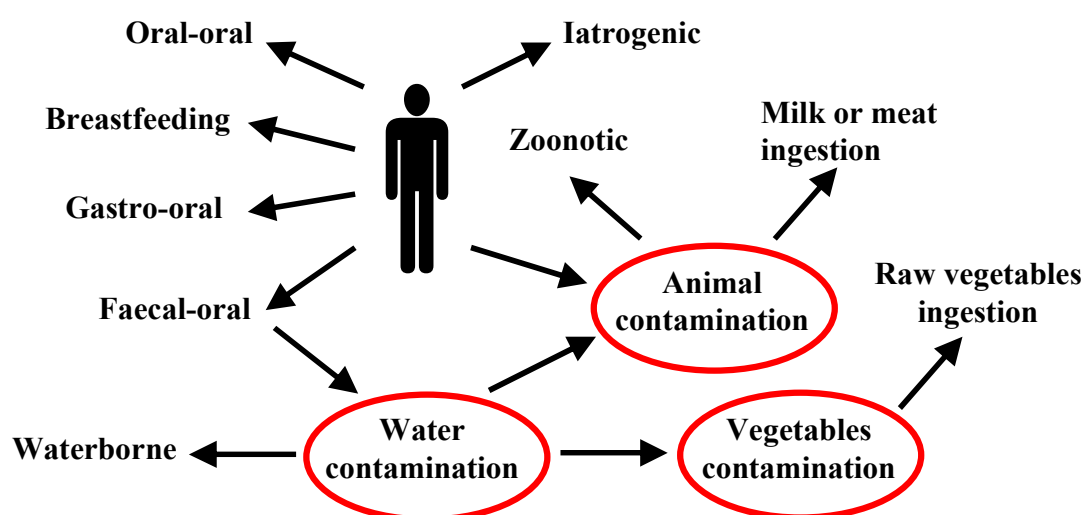 Oral-oral
Iatrogenic
Breastfeeding
Zoonotic
Milk or meat
ingestion
Gastro-oral
Faecal-oral
Animal
contamination
Raw vegetables
ingestion
Waterborne
Water
contamination
Vegetables
contamination